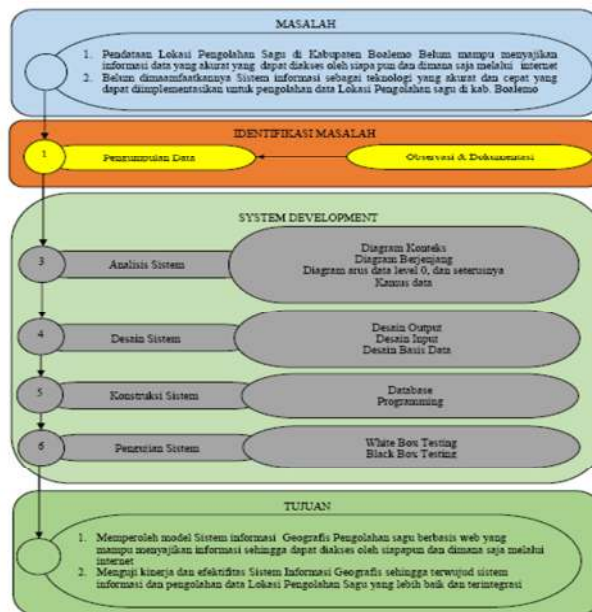 MASALAH
1. Pendataan Lokasi Pengolahan Sagu di Kabupaten Boalemo Belum mampu menyajikan
informasi data yang akurat yang dapat diakses oleh siapa pun dan dimana saja melalui internet
2. Belum dimaamfaatkannya Sistem informasi sebagai teknologi yang akurat dan cepat yang
dapat diimplementasikan untuk pengolahan data Lokasi Pengolahan sagu di kab. Boalemo
IDENTIFIKASI MASALAH
1 Pengumpulan Data Observasi & Dokumentasi
SYSTEM DEVELOPMENT
3 Analisis Sistem
Diagram Konteks
Diagram Berjenjang
Diagram arus data level 0, dan seterusnya
Kamus data
4 Desain Sistem
Desain Output
Desain Input
Desain Basis Data
5 Konstruksi Sistem
Database
Programming
6 Pengujian Sistem
White Box Testing
Black Box Testing
TUJUAN
1. Memperoleh model Sistem informasi Geografis Pengolahan sagu berbasis web yang
mampu menyajikan informasi sehingga dapat diakses oleh siapapun dan dimana saja melalui
internet
2. Menguji kinerja dan efektifitas Sistem Informasi Geografis sehingga terwujud sistem
informasi dan pengolahan data Lokasi Pengolahan Sagu yang lebih baik dan terintegrasi